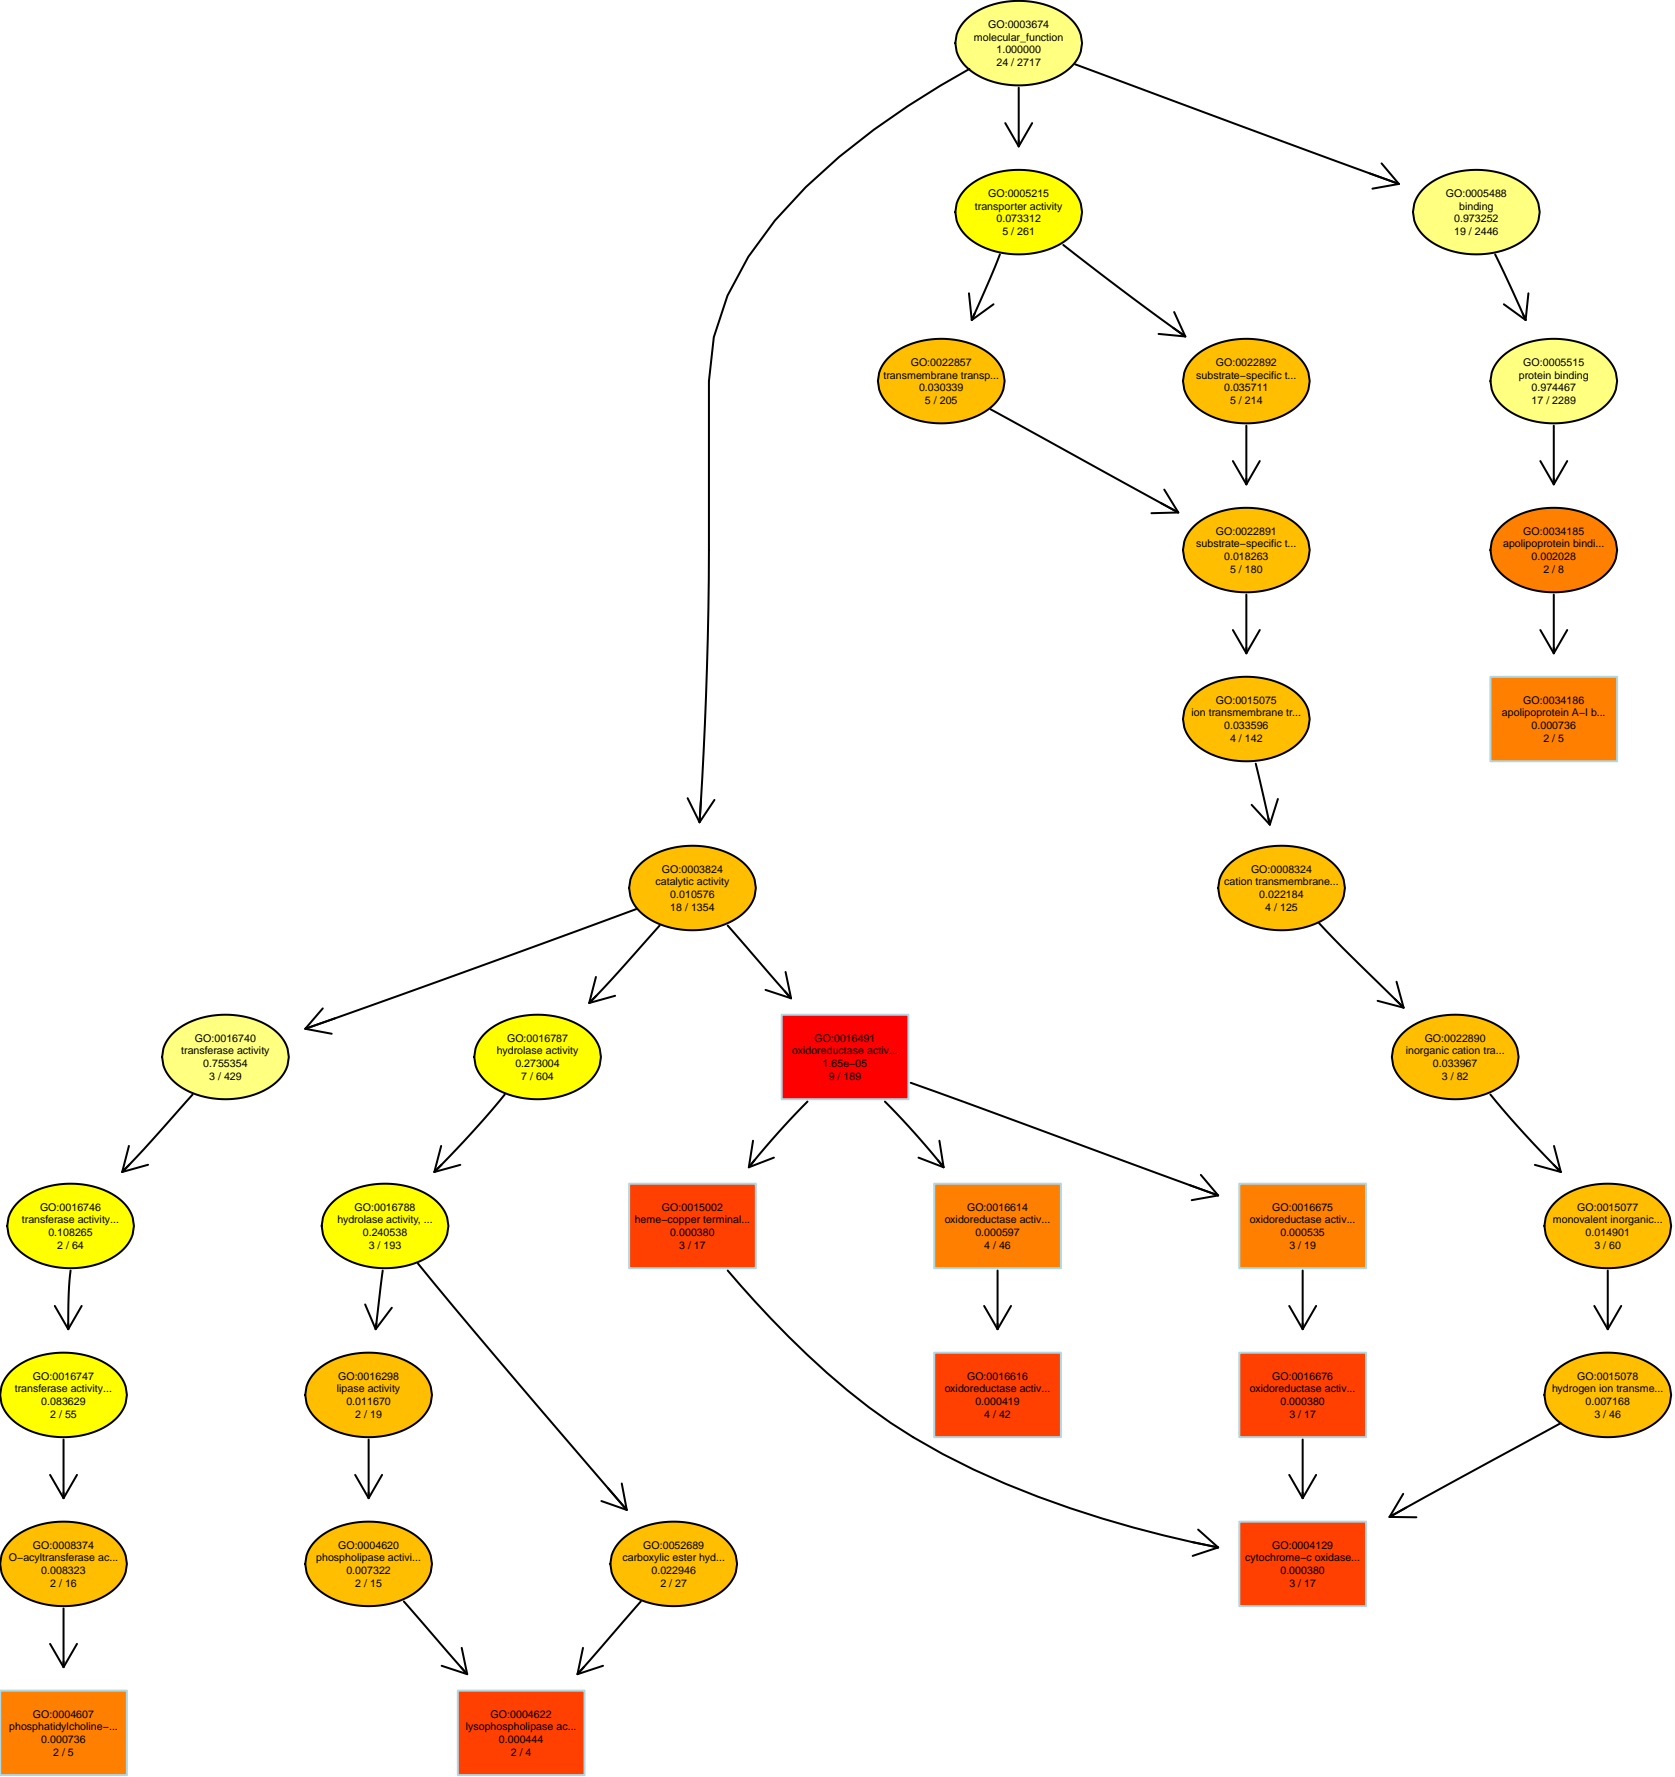 GO:0003674
molecular_function
1.000000
24 / 2717
GO:0005215
transporter activity
0.073312
5 / 261
GO:0005488
binding
0.973252
19 / 2446
GO:0022857
transmembrane transp...
0.030339
5 / 205
GO:0022892
substrate−specific t...
0.035711
5 / 214
GO:0005515
protein binding
0.974467
17 / 2289
GO:0022891
substrate−specific t...
0.018263
5 / 180
GO:0034185
apolipoprotein bindi...
0.002028
2 / 8
GO:0015075
ion transmembrane tr...
0.033596
4 / 142
GO:0034186
apolipoprotein A−I b...
0.000736
2 / 5
GO:0003824
catalytic activity
0.010576
18 / 1354
GO:0008324
cation transmembrane...
0.022184
4 / 125
GO:0016740
transferase activity
0.755354
3 / 429
GO:0016787
hydrolase activity
0.273004
7 / 604
GO:0016491
oxidoreductase activ...
1.65e−05
9 / 189
GO:0022890
inorganic cation tra...
0.033967
3 / 82
GO:0016746
transferase activity...
0.108265
2 / 64
GO:0016788
hydrolase activity, ...
0.240538
3 / 193
GO:0015002
heme−copper terminal...
0.000380
3 / 17
GO:0016614
oxidoreductase activ...
0.000597
4 / 46
GO:0016675
oxidoreductase activ...
0.000535
3 / 19
GO:0015077
monovalent inorganic...
0.014901
3 / 60
GO:0016747
transferase activity...
0.083629
2 / 55
GO:0016298
lipase activity
0.011670
2 / 19
GO:0016616
oxidoreductase activ...
0.000419
4 / 42
GO:0016676
oxidoreductase activ...
0.000380
3 / 17
GO:0015078
hydrogen ion transme...
0.007168
3 / 46
GO:0008374
O−acyltransferase ac...
0.008323
2 / 16
GO:0004620
phospholipase activi...
0.007322
2 / 15
GO:0052689
carboxylic ester hyd...
0.022946
2 / 27
GO:0004129
cytochrome−c oxidase...
0.000380
3 / 17
GO:0004607
phosphatidylcholine−...
0.000736
2 / 5
GO:0004622
lysophospholipase ac...
0.000444
2 / 4